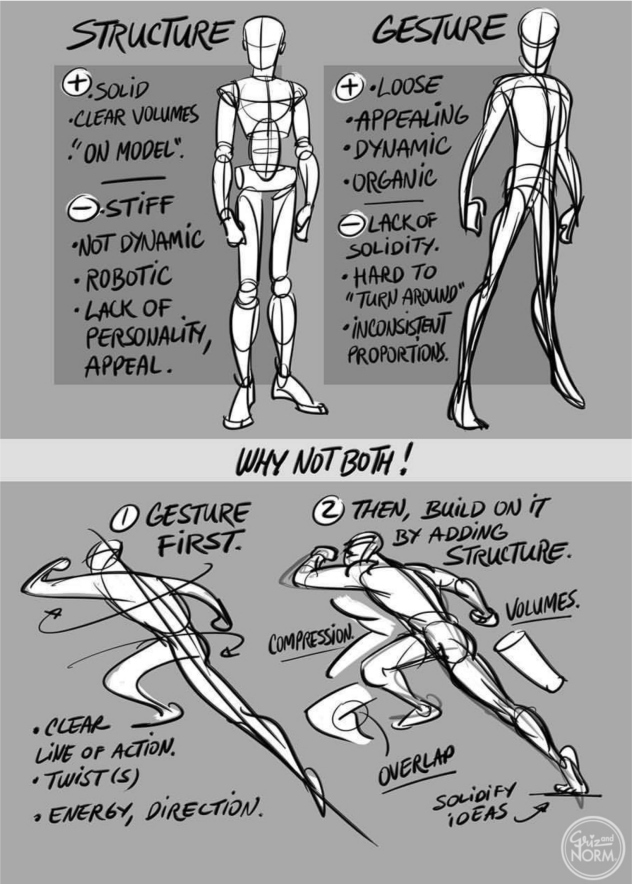 STRUCTURE
+ • SOLID
• CLEAR VOLUMES
• "ON MODEL".
- • STIFF
• NOT DYNAMIC
• ROBOTIC
• LACK OF
PERSONALITY,
APPEAL.
GESTURE
+ • LOOSE
• APPEALING
• DYNAMIC
• ORGANIC
- • LACK OF
SOLIDITY.
• HARD TO
"TURN AROUND"
• INCONSISTENT
PROPORTIONS.
WHY NOT BOTH!
1 GESTURE
FIRST.
• CLEAR
LINE OF ACTION.
• TWIST(S)
• ENERGY, DIRECTION.
2 THEN, BUILD ON IT
BY ADDING
STRUCTURE.
COMPRESSION.
VOLUMES.
OVERLAP
SOLIDIFY
IDEAS
Griz and
NORM